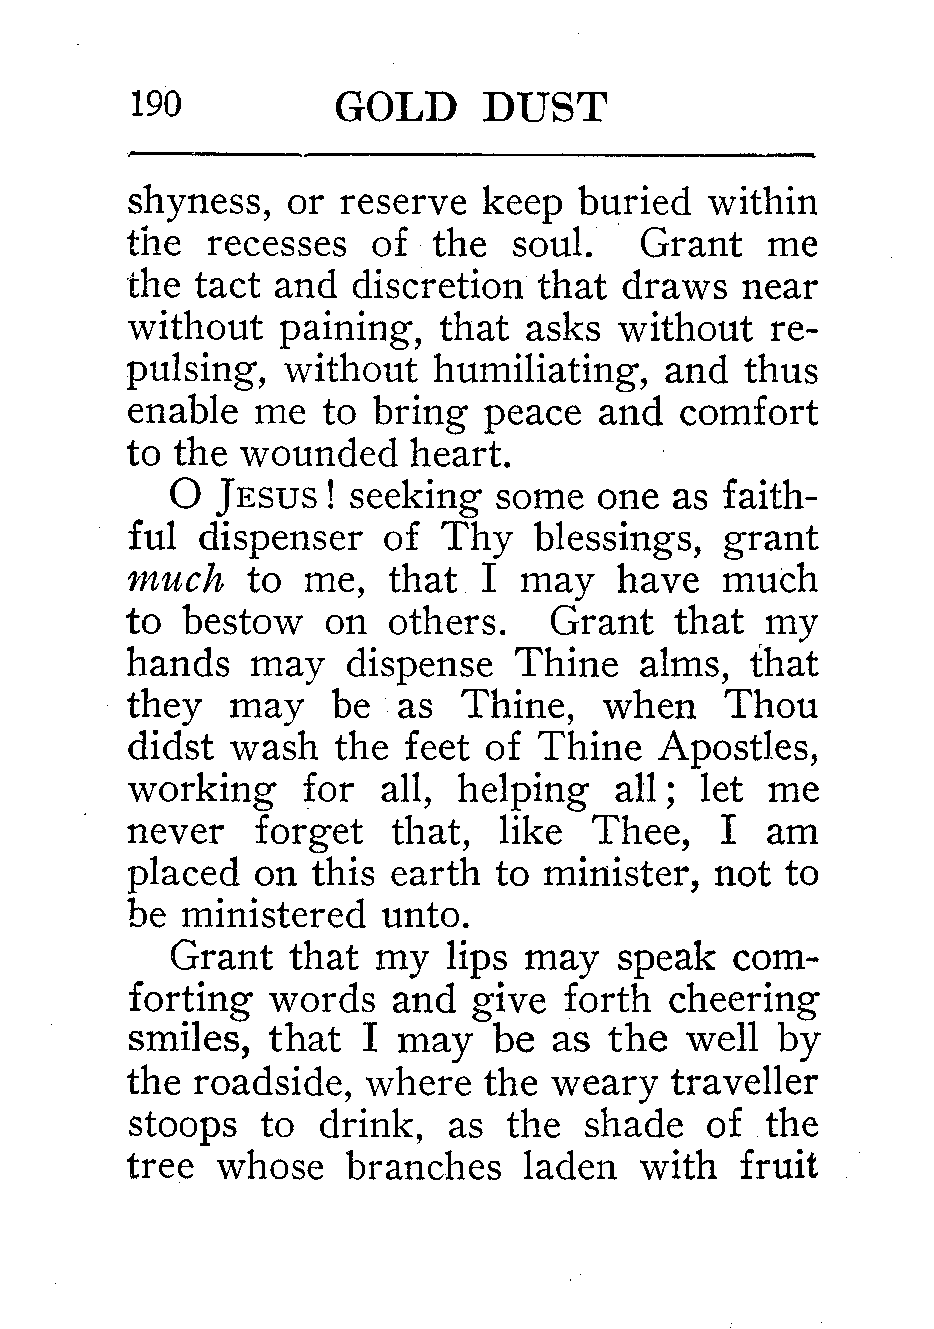 190 GOLD DUST
shyness, or reserve keep buried within
the recesses of the soul. Grant me
the tact and discretion that draws near
without paining, that asks without re-
pulsing, without humiliating, and thus
enable me to bring peace and comfort
to the wounded heart.
O JESUS! seeking some one as faith-
ful dispenser of Thy blessings, grant
much to me, that I may have much
to bestow on others. Grant that my
hands may dispense Thine alms, that
they may be as Thine, when Thou
didst wash the feet of Thine Apostles,
working for all, helping all; let me
never forget that, like Thee, I am
placed on this earth to minister, not to
be ministered unto.
Grant that my lips may speak com-
forting words and give forth cheering
smiles, that I may be as the well by
the roadside, where the weary traveller
stoops to drink, as the shade of the
tree whose branches laden with fruit